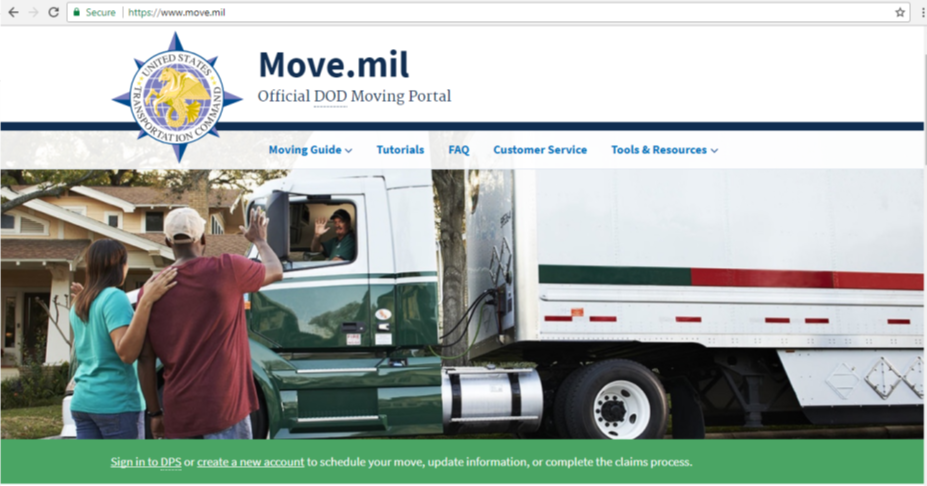 Secure https://www.move.mil
UNITED STATES
TRANSPORTATION COMMAND
Move.mil
Official DOD Moving Portal
Moving Guide Tutorials FAQ Customer Service Tools & Resources
Sign in to DPS or create a new account to schedule your move, update information, or complete the claims process.